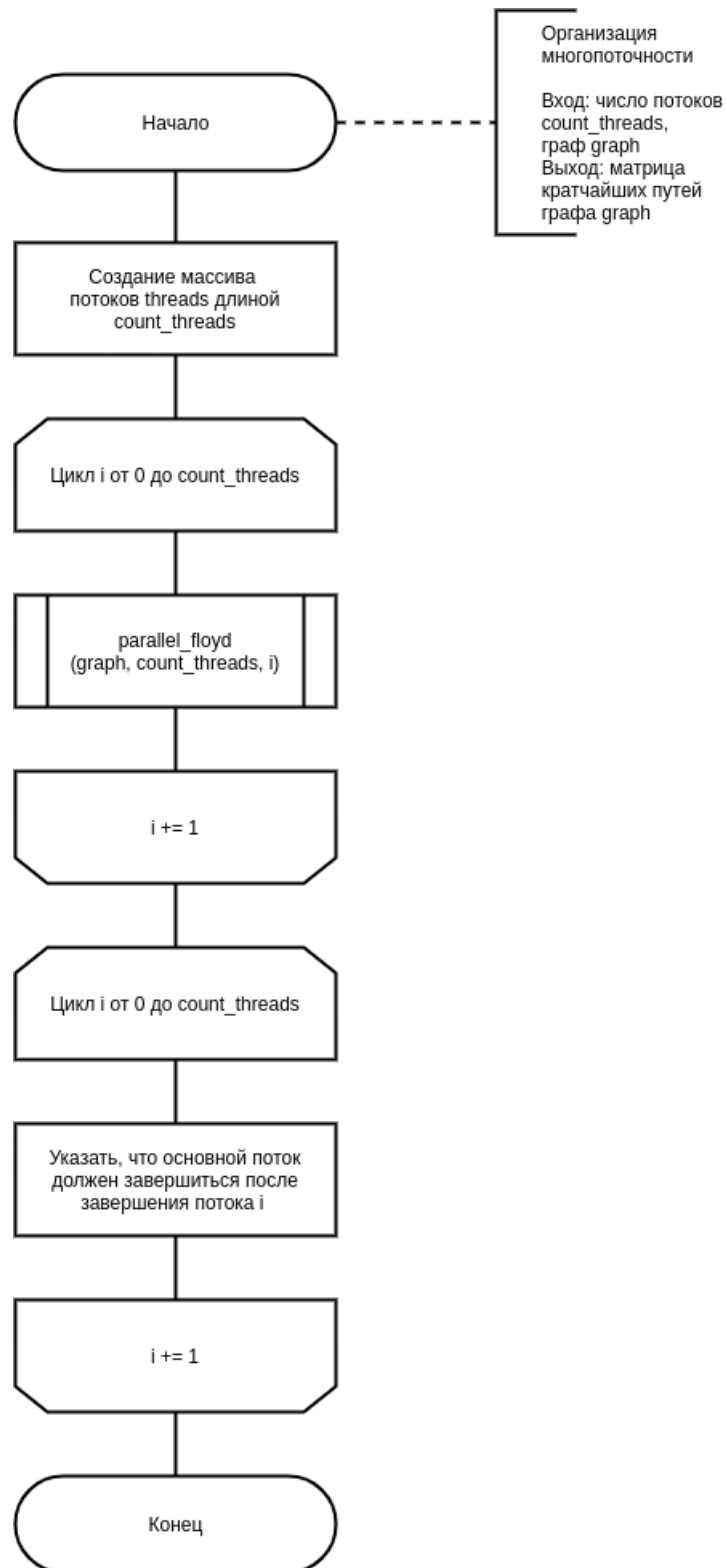 Организация
многопоточности
Вход: число потоков
count_threads,
граф graph
Выход: матрица
кратчайших путей
графа graph
Начало
Создание массива
потоков threads длиной
count_threads
Цикл i от 0 до count_threads
parallel_floyd
(graph, count_threads, i)
i += 1
Цикл i от 0 до count_threads
Указать, что основной поток
должен завершиться после
завершения потока i
i += 1
Конец